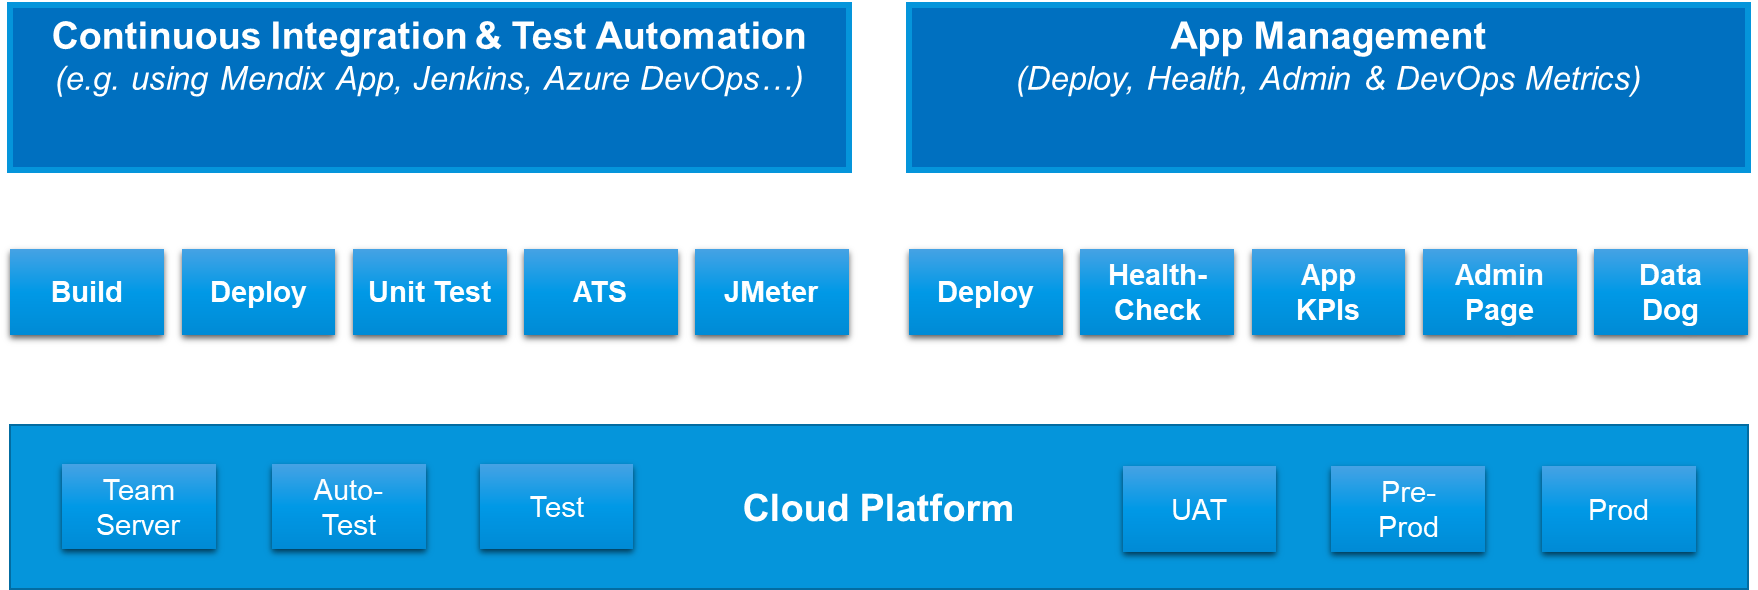 Continuous Integration & Test Automation
(e.g. using Mendix App, Jenkins, Azure DevOps…)
App Management
(Deploy, Health, Admin & DevOps Metrics)
Build
Deploy
Unit Test
ATS
JMeter
Deploy
Health-
Check
App
KPIs
Admin
Page
Data
Dog
Team
Server
Auto-
Test
Test
Cloud Platform
UAT
Pre-
Prod
Prod